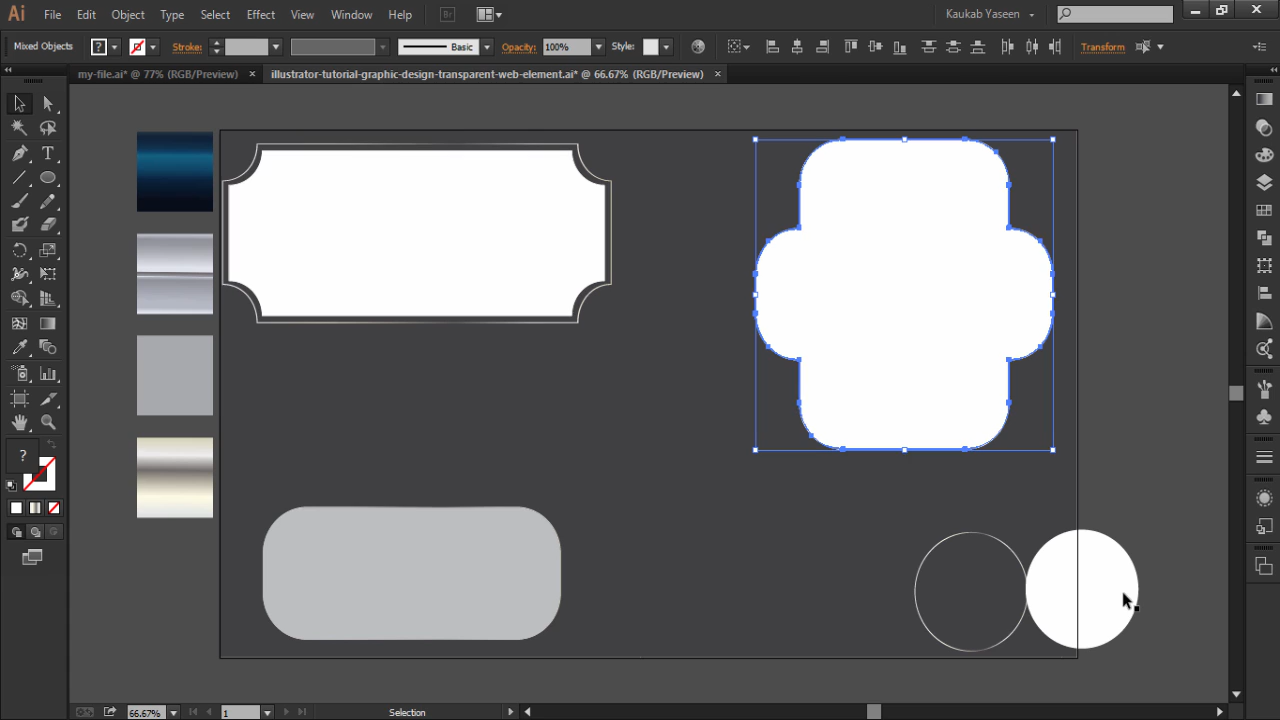 Ai File Edit Object Type Select Effect View Window Help Br Kaukab Yaseen
Mixed Objects ? Stroke: Basic Opacity: 100% Style: Transform
my-file.ai* @ 77% (RGB/Preview) × illustrator-tutorial-graphic-design-transparent-web-element.ai* @ 66.67% (RGB/Preview) ×
T
?
66.67% 1 Selection